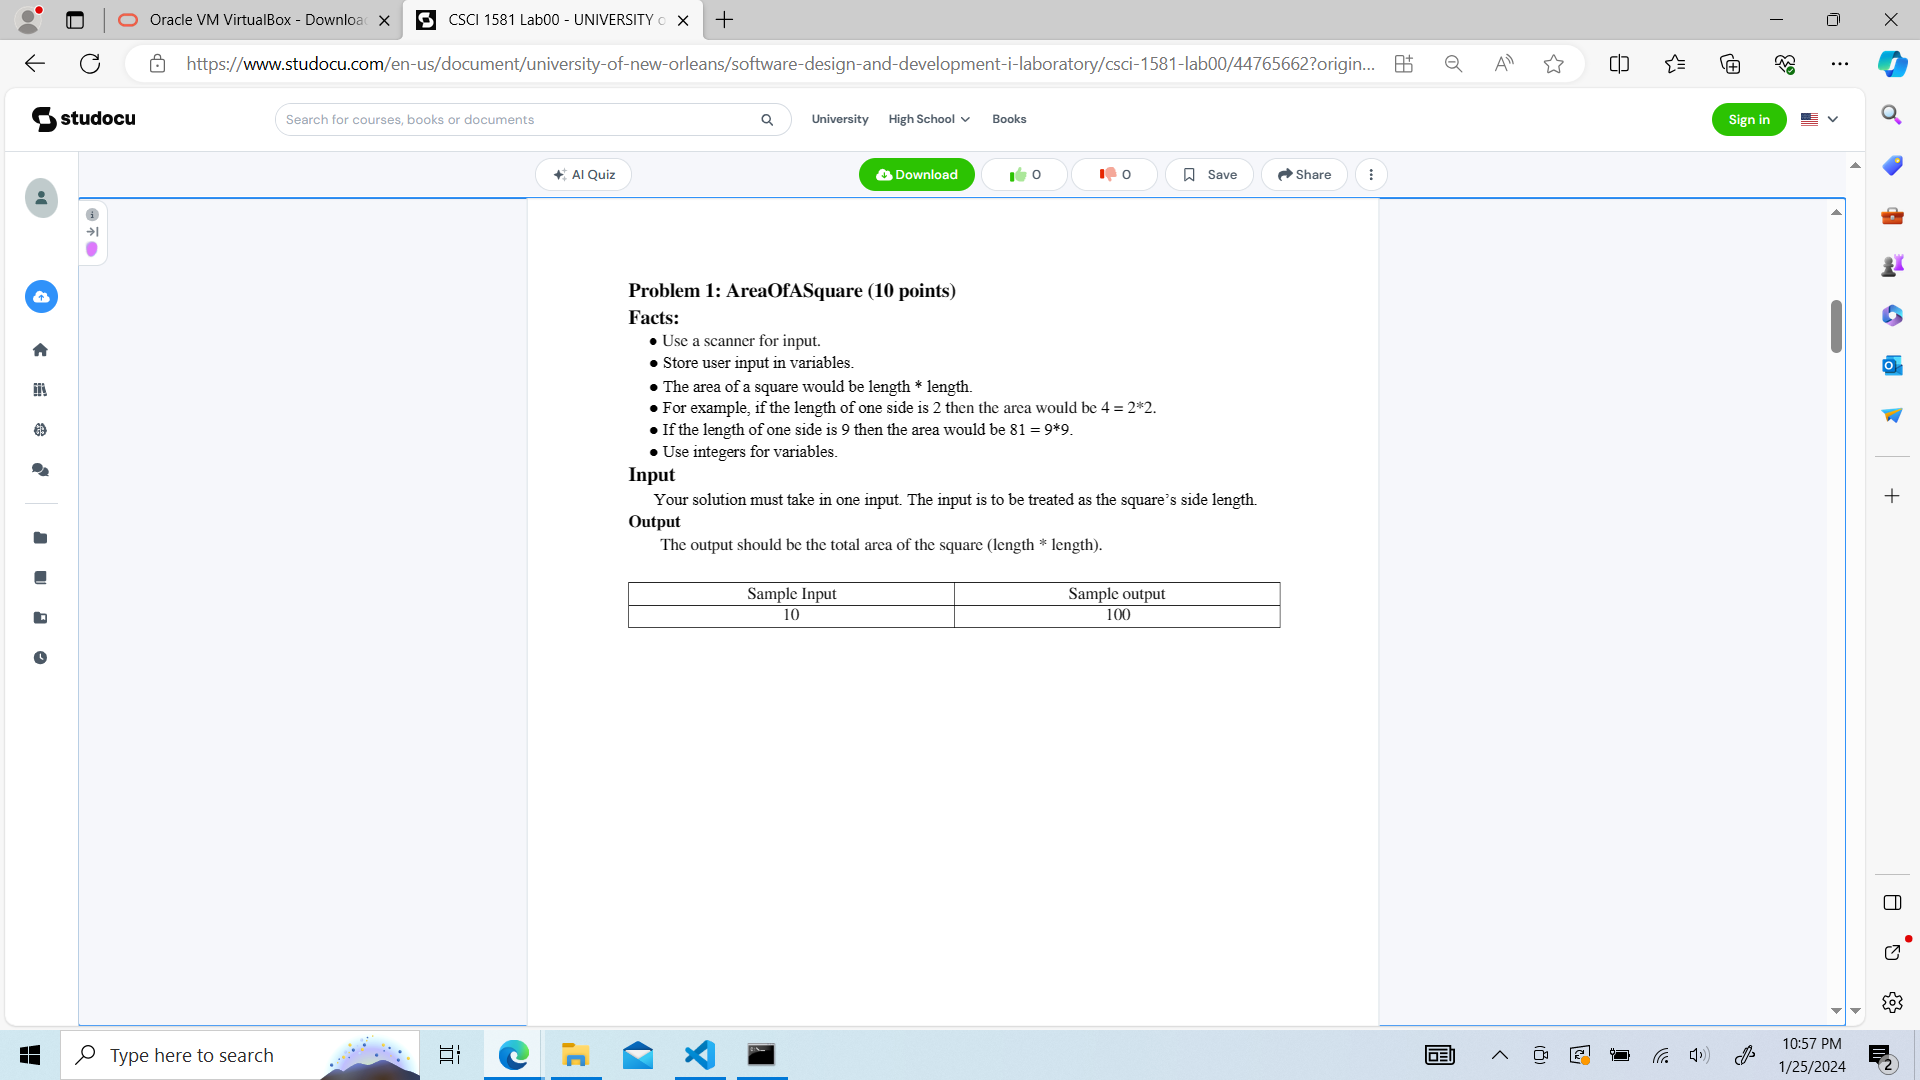 Oracle VM VirtualBox - Downloa
CSCI 1581 Lab00 - UNIVERSITY o
https://www.studocu.com/en-us/document/university-of-new-orleans/software-design-and-development-i-laboratory/csci-1581-lab00/44765662?origin...
studocu
Search for courses, books or documents
University
High School
Books
Sign in
AI Quiz
Download
0
0
Save
Share
Problem 1: AreaOfASquare (10 points)
Facts:
● Use a scanner for input.
● Store user input in variables.
● The area of a square would be length * length.
● For example, if the length of one side is 2 then the area would be 4 = 2*2.
● If the length of one side is 9 then the area would be 81 = 9*9.
● Use integers for variables.
Input
Your solution must take in one input. The input is to be treated as the square’s side length.
Output
The output should be the total area of the square (length * length).
Sample Input Sample output
10 100
Type here to search
10:57 PM
1/25/2024
2